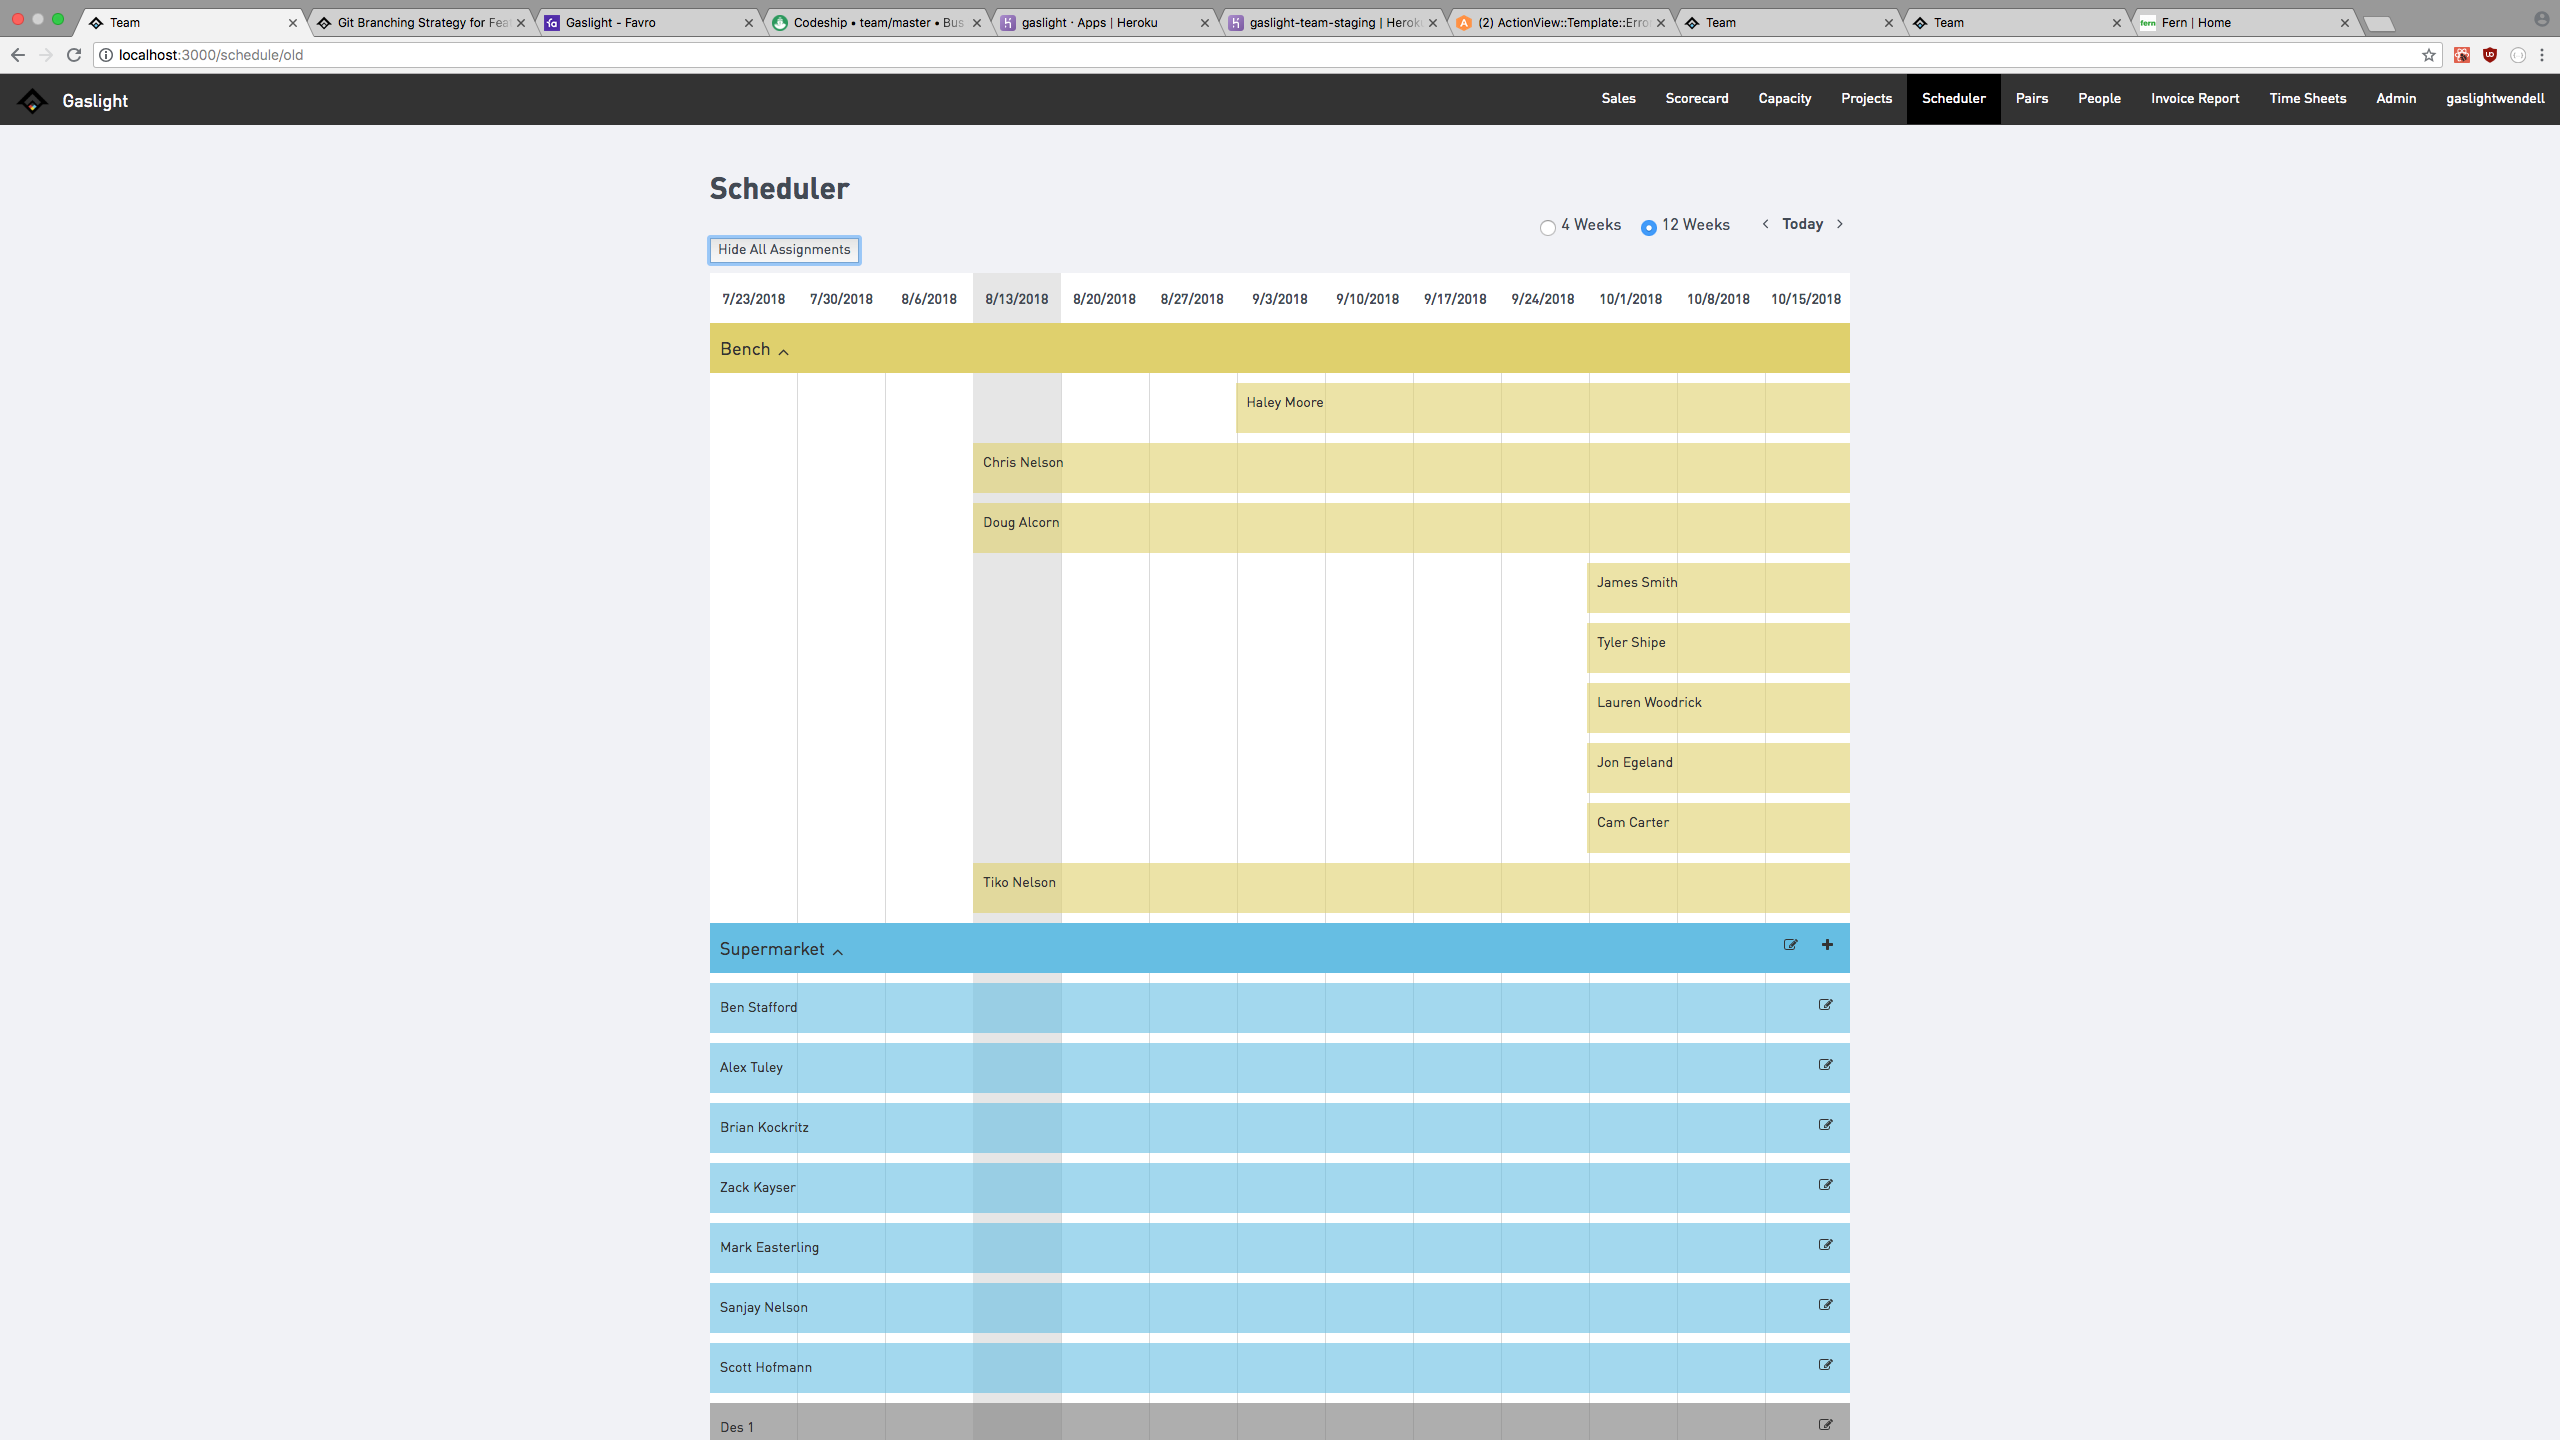 Team
Git Branching Strategy for Feat
Gaslight - Favro
Codeship • team/master • Bus
gaslight · Apps | Heroku
gaslight-team-staging | Heroku
(2) ActionView::Template::Error
Team
Team
fern
Fern | Home
localhost:3000/schedule/old
Gaslight
Sales
Scorecard
Capacity
Projects
Scheduler
Pairs
People
Invoice Report
Time Sheets
Admin
gaslightwendell
Scheduler
4 Weeks
12 Weeks
< Today >
Hide All Assignments
7/23/2018 7/30/2018 8/6/2018 8/13/2018 8/20/2018 8/27/2018 9/3/2018 9/10/2018 9/17/2018 9/24/2018 10/1/2018 10/8/2018 10/15/2018
Bench
Haley Moore
Chris Nelson
Doug Alcorn
James Smith
Tyler Shipe
Lauren Woodrick
Jon Egeland
Cam Carter
Tiko Nelson
Supermarket
Ben Stafford
Alex Tuley
Brian Kockritz
Zack Kayser
Mark Easterling
Sanjay Nelson
Scott Hofmann
Des 1